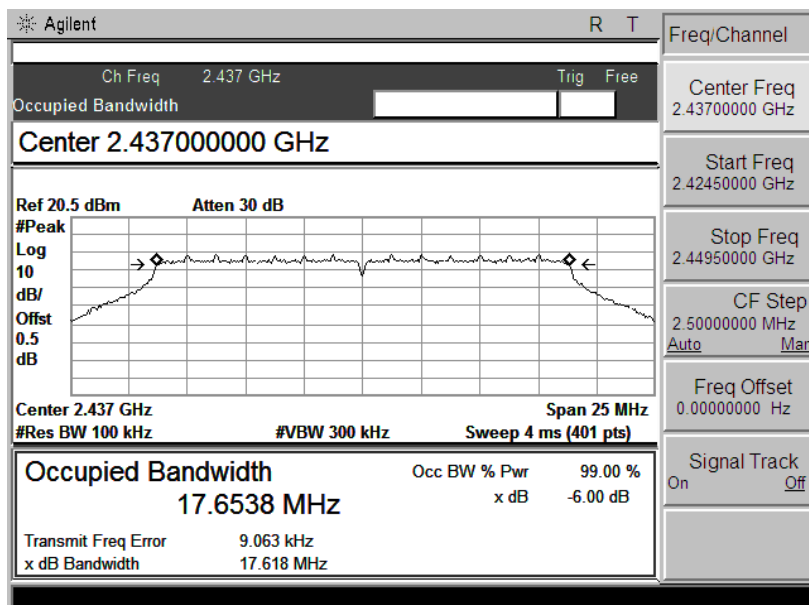 Agilent R T
Ch Freq 2.437 GHz Trig Free
Occupied Bandwidth
Center 2.437000000 GHz
Ref 20.5 dBm Atten 30 dB
#Peak
Log
10
dB/
Offst
0.5
dB
Center 2.437 GHz Span 25 MHz
#Res BW 100 kHz #VBW 300 kHz Sweep 4 ms (401 pts)
Occupied Bandwidth Occ BW % Pwr 99.00 %
17.6538 MHz x dB -6.00 dB
Transmit Freq Error 9.063 kHz
x dB Bandwidth 17.618 MHz
Freq/Channel
Center Freq
2.43700000 GHz
Start Freq
2.42450000 GHz
Stop Freq
2.44950000 GHz
CF Step
2.50000000 MHz
Auto Man
Freq Offset
0.00000000 Hz
Signal Track
On Off